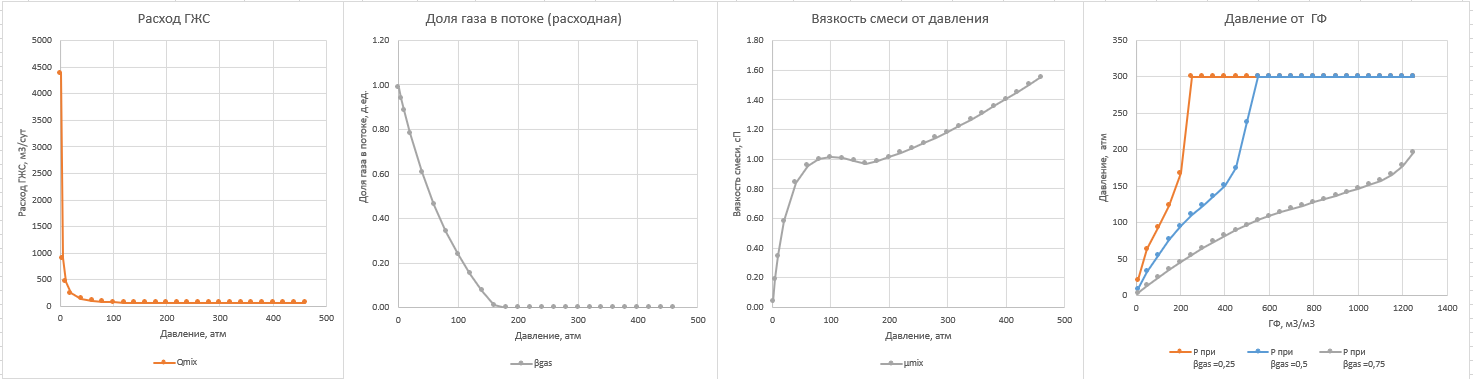 Расход ГЖС
5000
4500
4000
3500
3000
2500
2000
1500
1000
500
0
Расход ГЖС, м3/сут
0 100 200 300 400 500
Давление, атм
Qmix
Доля газа в потоке (расходная)
1.20
1.00
0.80
0.60
0.40
0.20
0.00
Доля газа в потоке, д.ед.
0 100 200 300 400 500
Давление, атм
βgas
Вязкость смеси от давления
1.80
1.60
1.40
1.20
1.00
0.80
0.60
0.40
0.20
0.00
Вязкость смеси, сП
0 100 200 300 400 500
Давление, атм
μmix
Давление от ГФ
350
300
250
200
150
100
50
0
Давление, атм
0 200 400 600 800 1000 1200 1400
ГФ, м3/м3
Р при
βgas =0,25
Р при
βgas =0,5
Р при
βgas =0,75